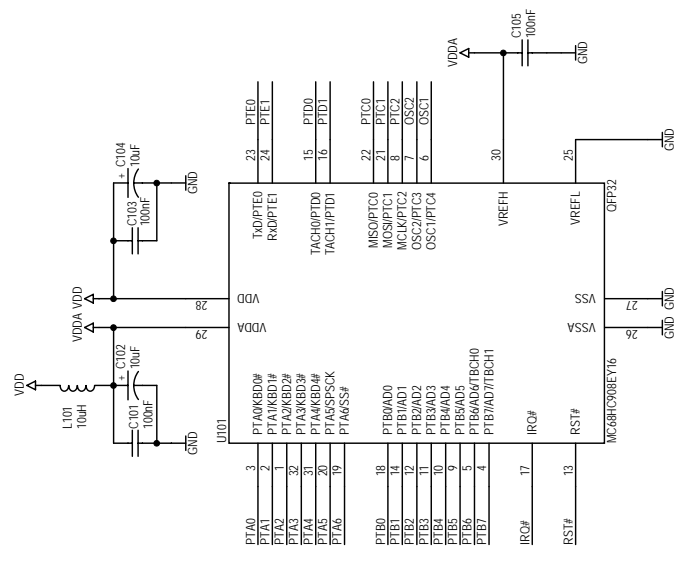 VDD
L101
10uH
C101
100nF
C102
+
10uF
GND
VDDA
VDD
C103
100nF
C104
+
10uF
GND
29
28
VDDA
VDD
U101
PTA0 3 PTA0/KBD0#
PTA1 2 PTA1/KBD1#
PTA2 1 PTA2/KBD2#
PTA3 32 PTA3/KBD3#
PTA4 31 PTA4/KBD4#
PTA5 20 PTA5/SPSCK
PTA6 19 PTA6/SS#
PTB0 18 PTB0/AD0
PTB1 14 PTB1/AD1
PTB2 12 PTB2/AD2
PTB3 11 PTB3/AD3
PTB4 10 PTB4/AD4
PTB5 9 PTB5/AD5
PTB6 5 PTB6/AD6/TBCH0
PTB7 4 PTB7/AD7/TBCH1
IRQ# 17 IRQ#
RST# 13 RST#
TxD/PTE0 23 PTE0
RxD/PTE1 24 PTE1
TACH0/PTD0 15 PTD0
TACH1/PTD1 16 PTD1
MISO/PTC0 22 PTC0
MOSI/PTC1 21 PTC1
MCLK/PTC2 8 PTC2
OSC2/PTC3 7 OSC2
OSC1/PTC4 6 OSC1
VREFH 30
VREFL 25
VDDA
C105
100nF
GND
GND
VSSA
VSS
26
27
GND
GND
MC68HC908EY16
QFP32